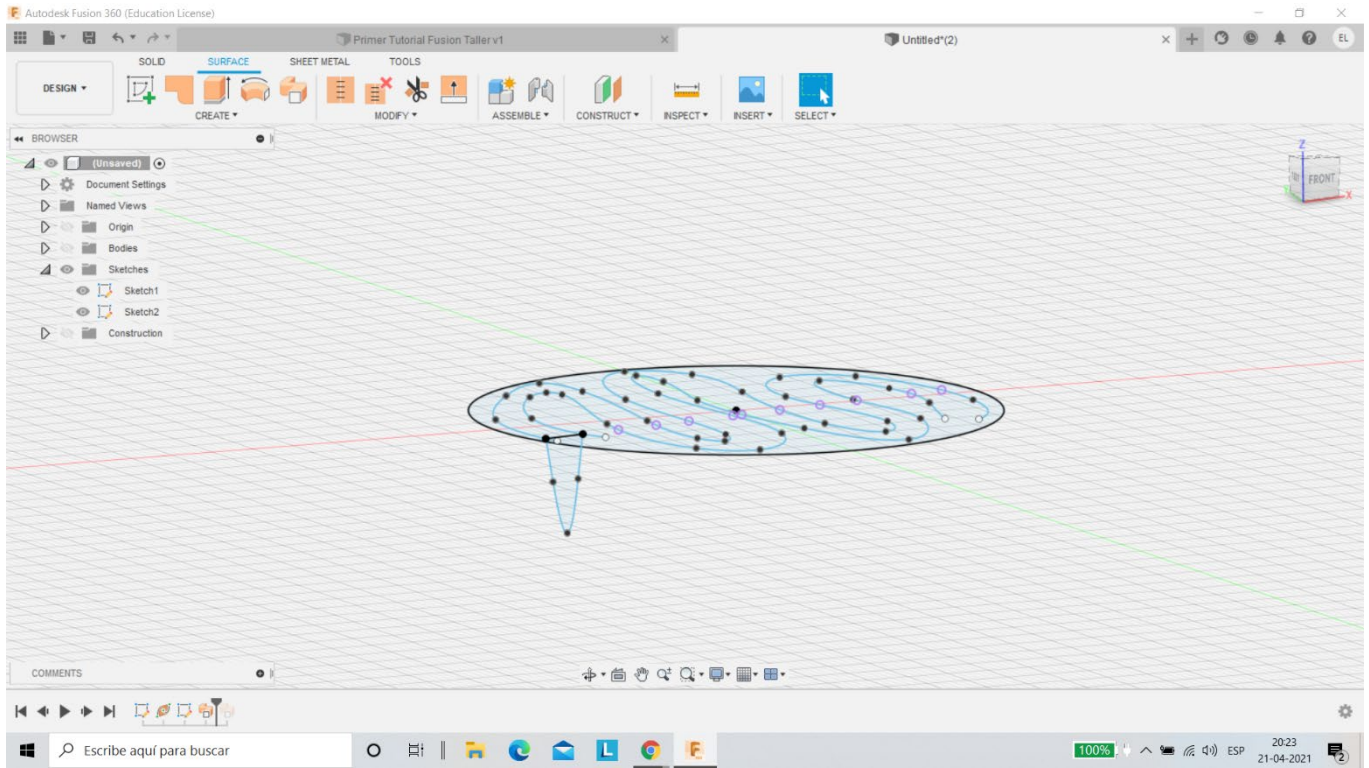 Autodesk Fusion 360 (Education License)
Primer Tutorial Fusion Taller v1
Untitled*(2)
EL
SOLID SURFACE SHEET METAL TOOLS
DESIGN
CREATE MODIFY ASSEMBLE CONSTRUCT INSPECT INSERT SELECT
BROWSER
(Unsaved)
Document Settings
Named Views
Origin
Bodies
Sketches
Sketch1
Sketch2
Construction
Z
FRONT
X
COMMENTS
Escribe aquí para buscar
L
F
100%
ESP
20:23
21-04-2021
2